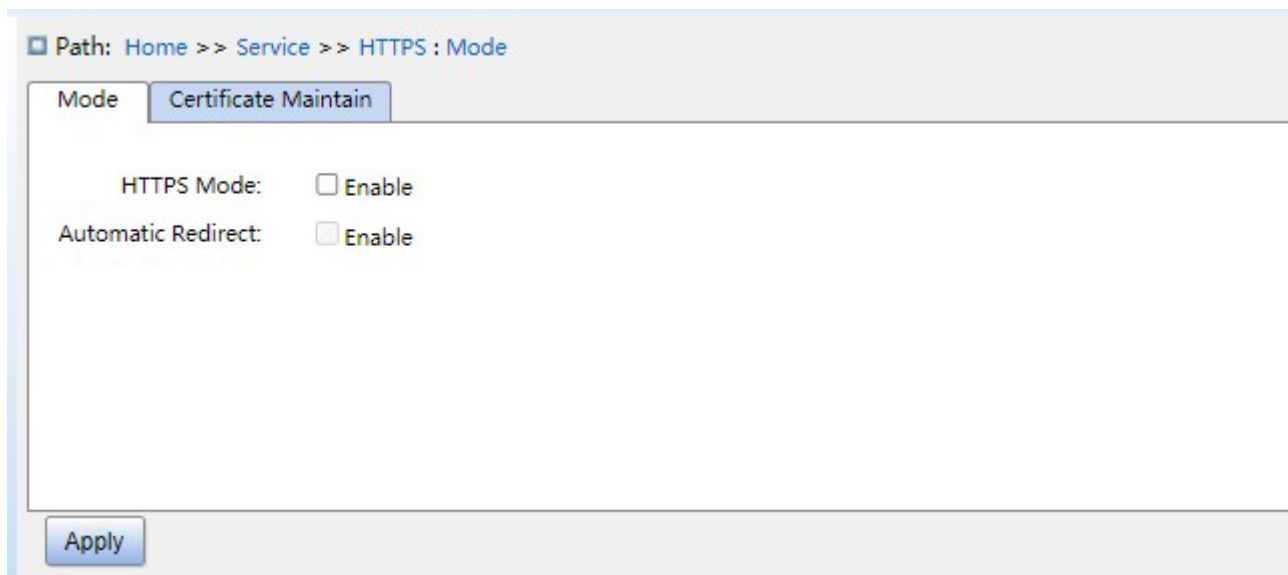 Path: Home >> Service >> HTTPS : Mode
Mode Certificate Maintain
HTTPS Mode: Enable
Automatic Redirect: Enable
Apply